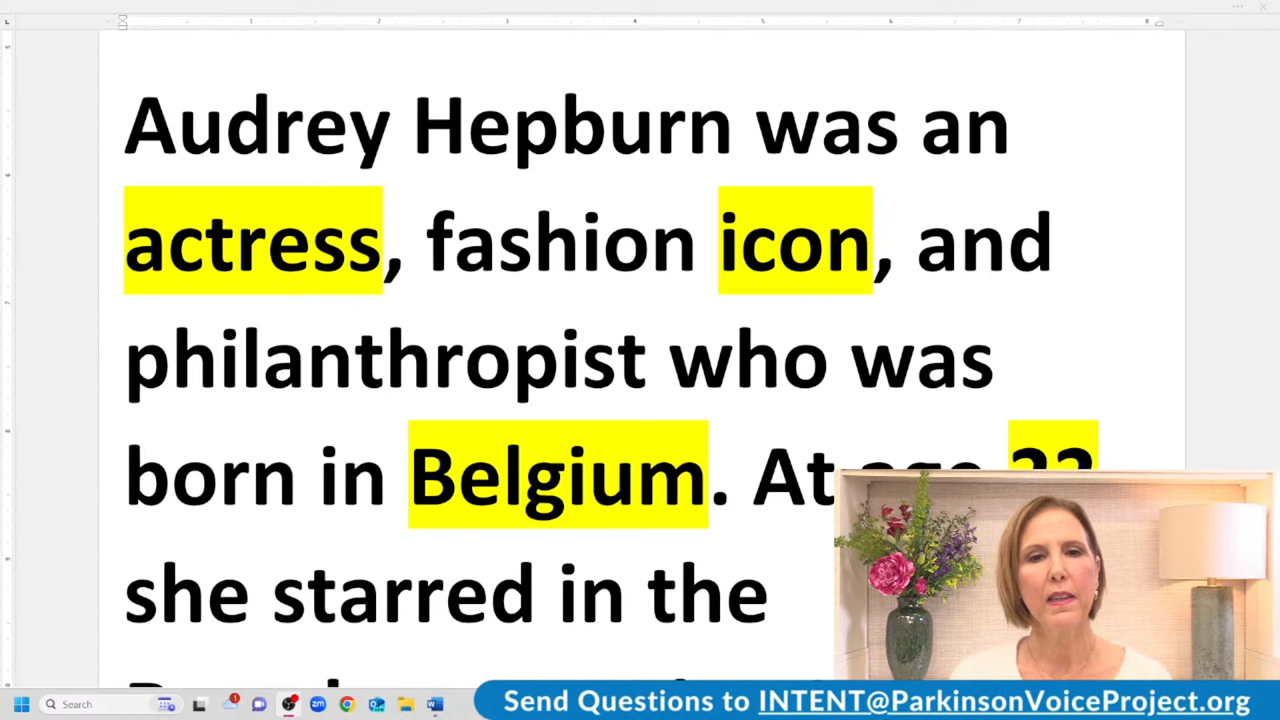 Audrey Hepburn was an
actress, fashion icon, and
philanthropist who was
born in Belgium. At age
she starred in the
Search
Send Questions to INTENT@ParkinsonVoiceProject.org